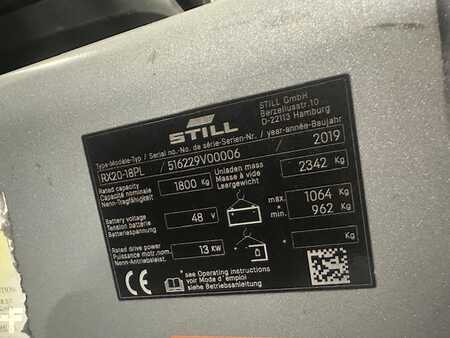 STILL
STILL GmbH
Berzeliusstr.10
D-22113 Hamburg
Type-Modèle-Typ / Serial no.-No. de série-Serien-Nr. / year-année-Baujahr
RX20-18PL / 516229V00006 / 2019
Rated capacity
Capacité nominale
Nenn-Tragfähigkeit
1800 Kg
Unladen mass
Masse à vide
Leergewicht
2342 Kg
Battery voltage
Tension batterie
Batteriespannung
48 V
max. 1064 Kg
* min. 962 Kg
Rated drive power
Puissance motr.nom.
Nenn-Antriebsleist.
13 KW
Kg
CE
* see Operating instructions
voir Mode d'emploi
siehe Betriebsanleitung